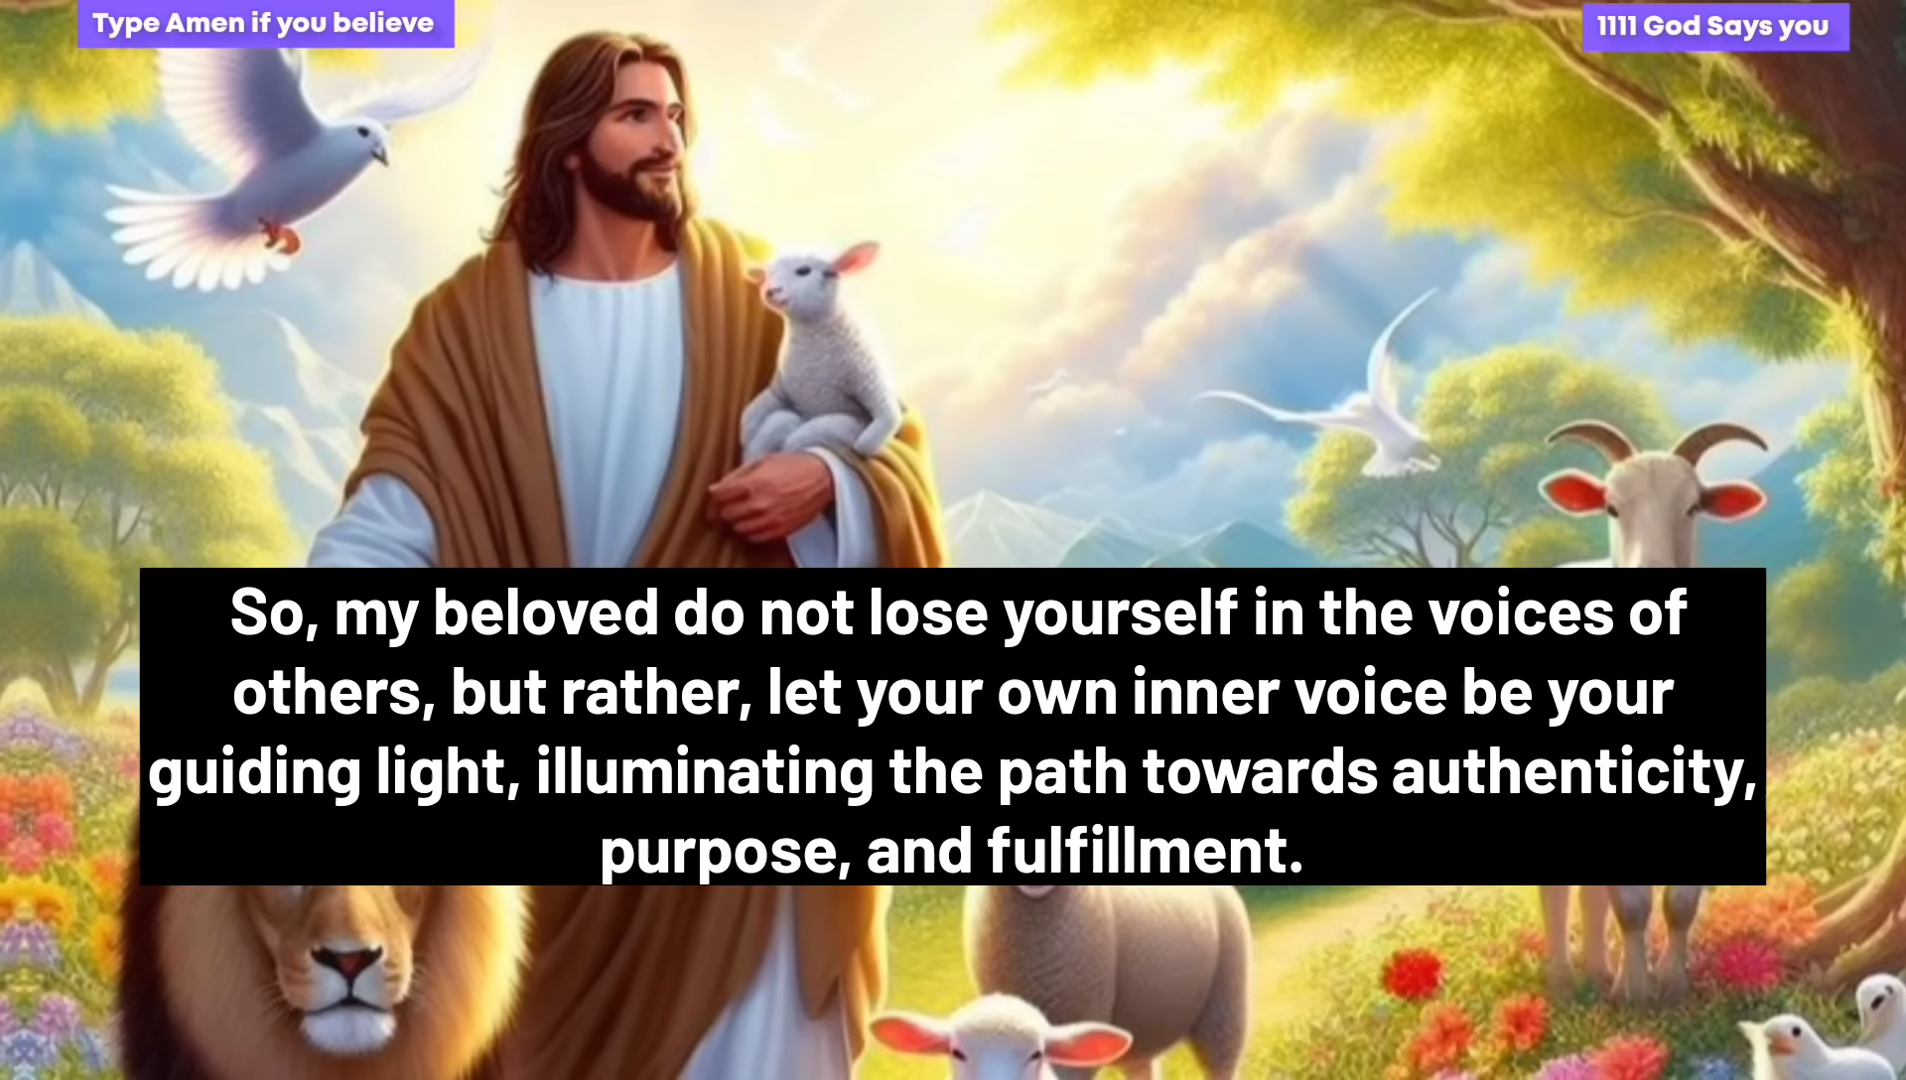 Type Amen if you believe
1111 God Says you
So, my beloved do not lose yourself in the voices of
others, but rather, let your own inner voice be your
guiding light, illuminating the path towards authenticity,
purpose, and fulfillment.